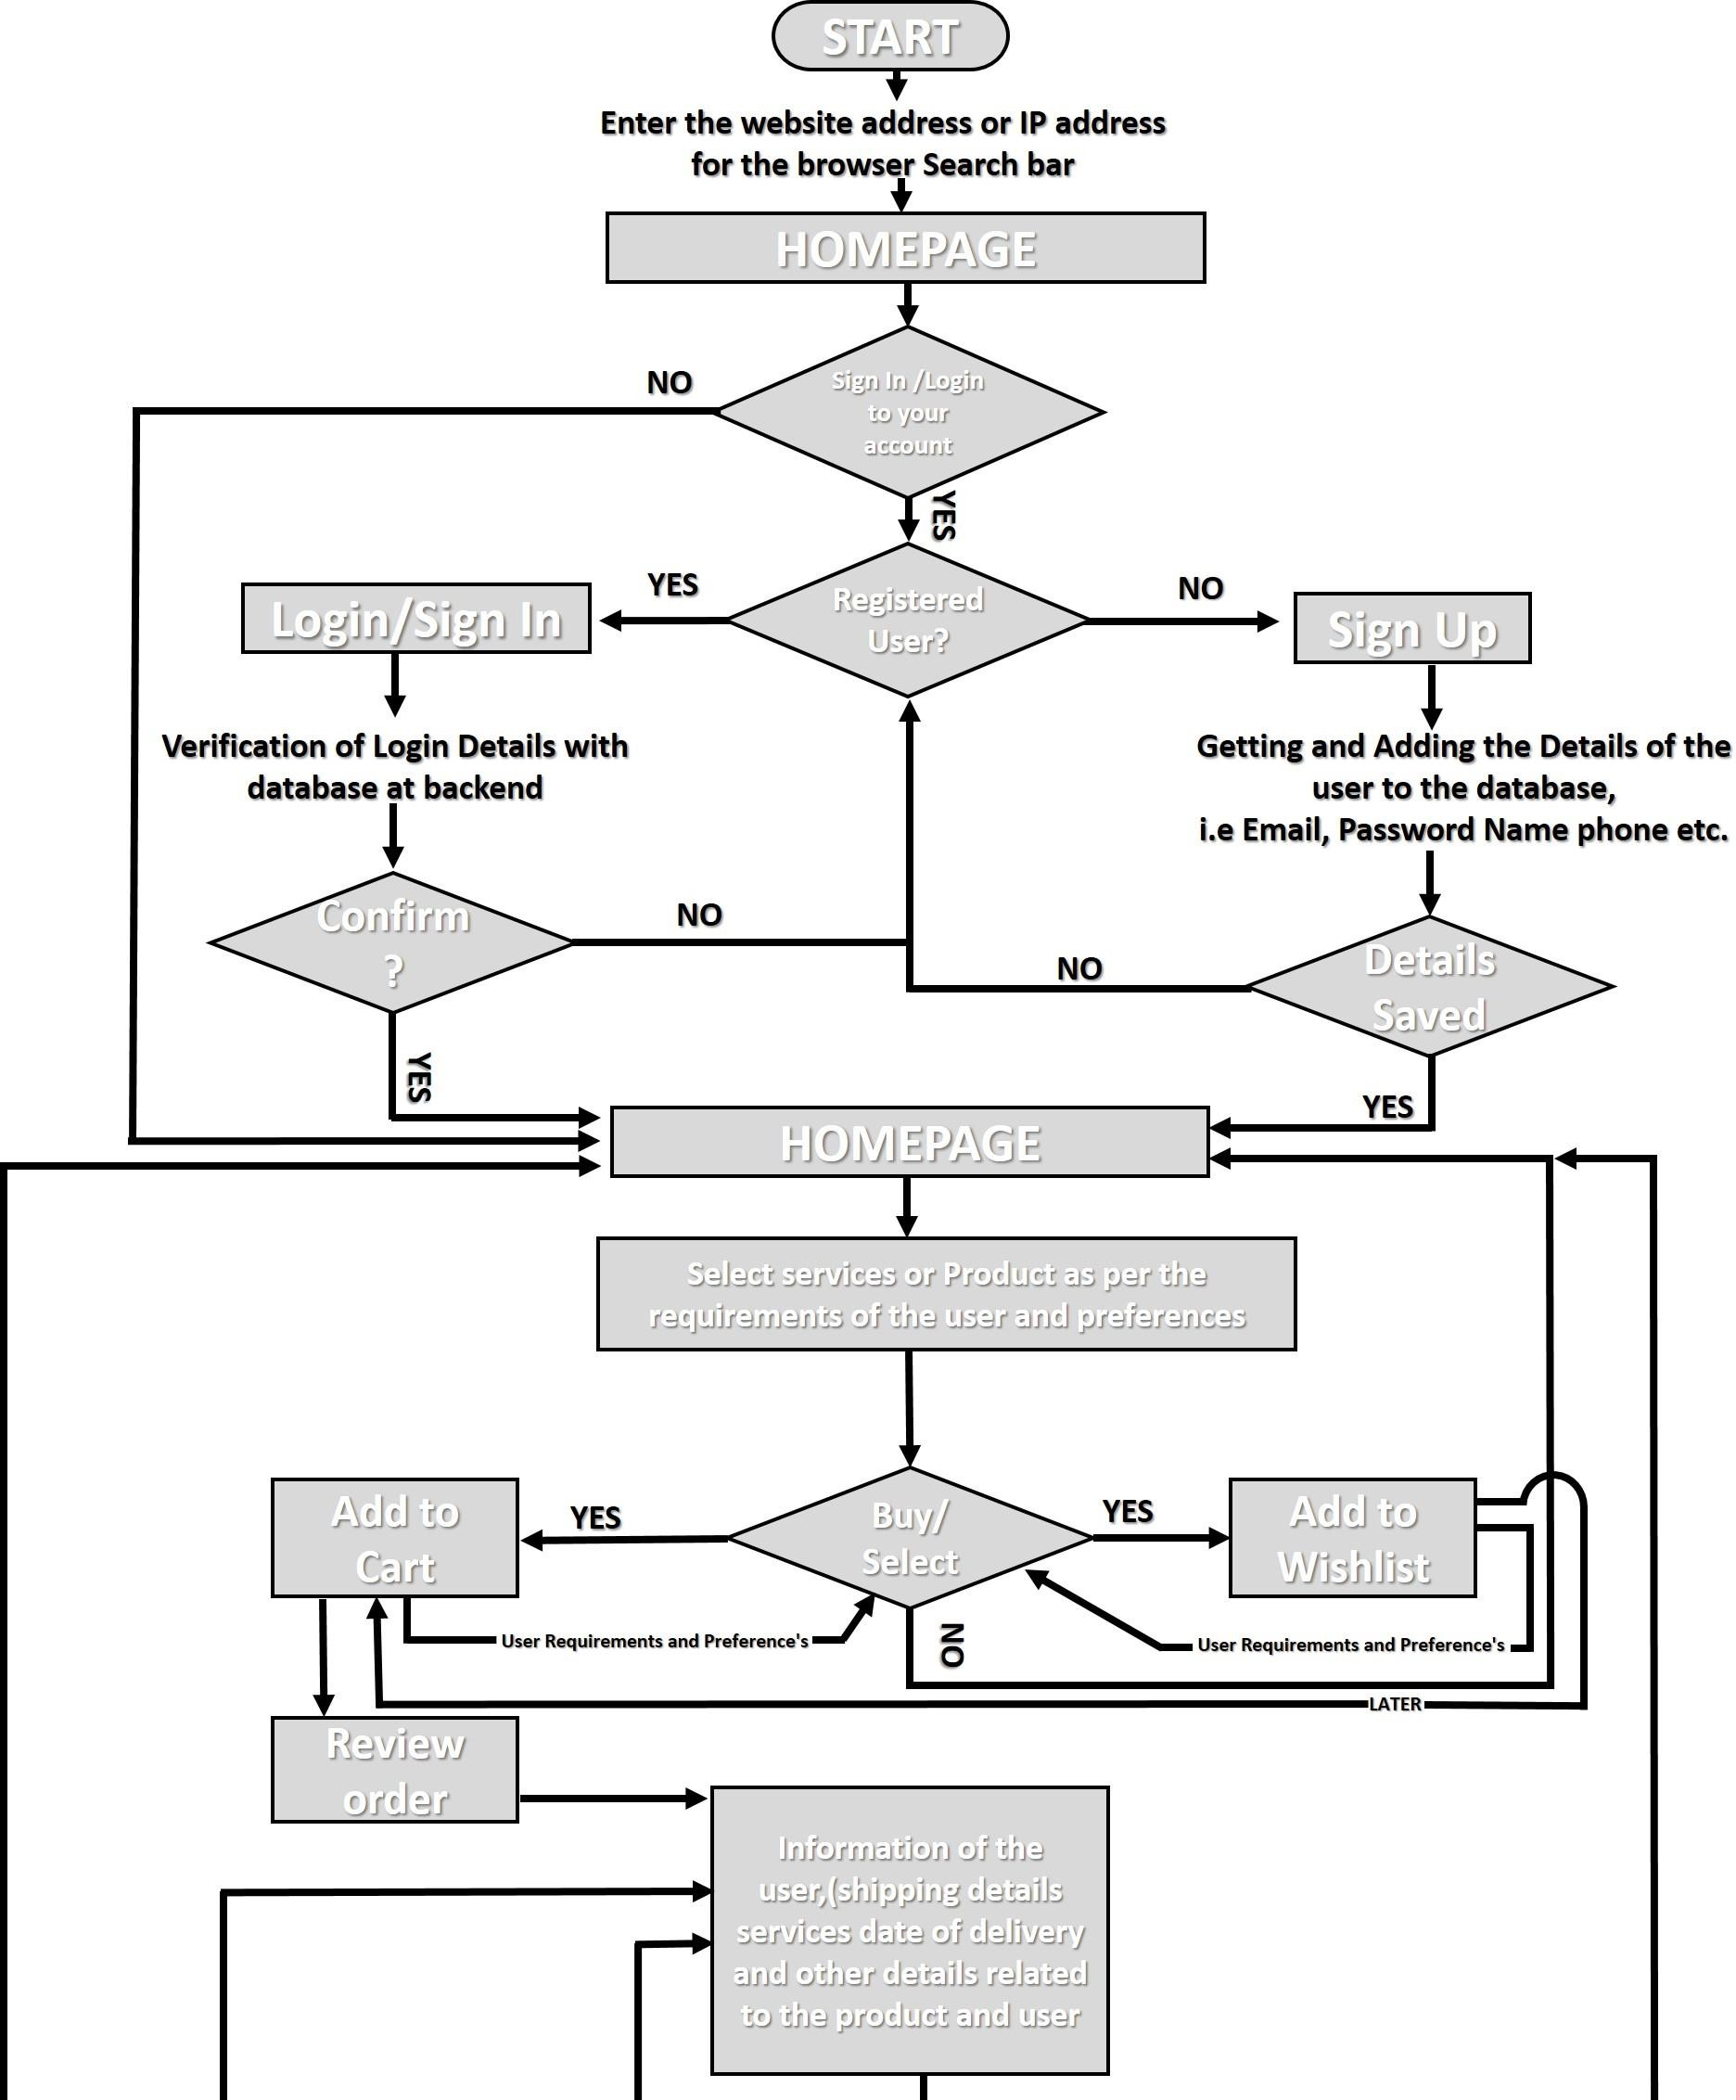 START
Enter the website address or IP address
for the browser Search bar
HOMEPAGE
NO
Sign In /Login
to your
account
YES
YES
Registered
User?
NO
Login/Sign In
Sign Up
Verification of Login Details with
database at backend
Getting and Adding the Details of the
user to the database,
i.e Email, Password Name phone etc.
Confirm
?
NO
NO
Details
Saved
YES
YES
HOMEPAGE
Select services or Product as per the
requirements of the user and preferences
Add to
Cart
YES
Buy/
Select
YES
Add to
Wishlist
User Requirements and Preference's
NO
User Requirements and Preference's
LATER
Review
order
Information of the
user,(shipping details
services date of delivery
and other details related
to the product and user